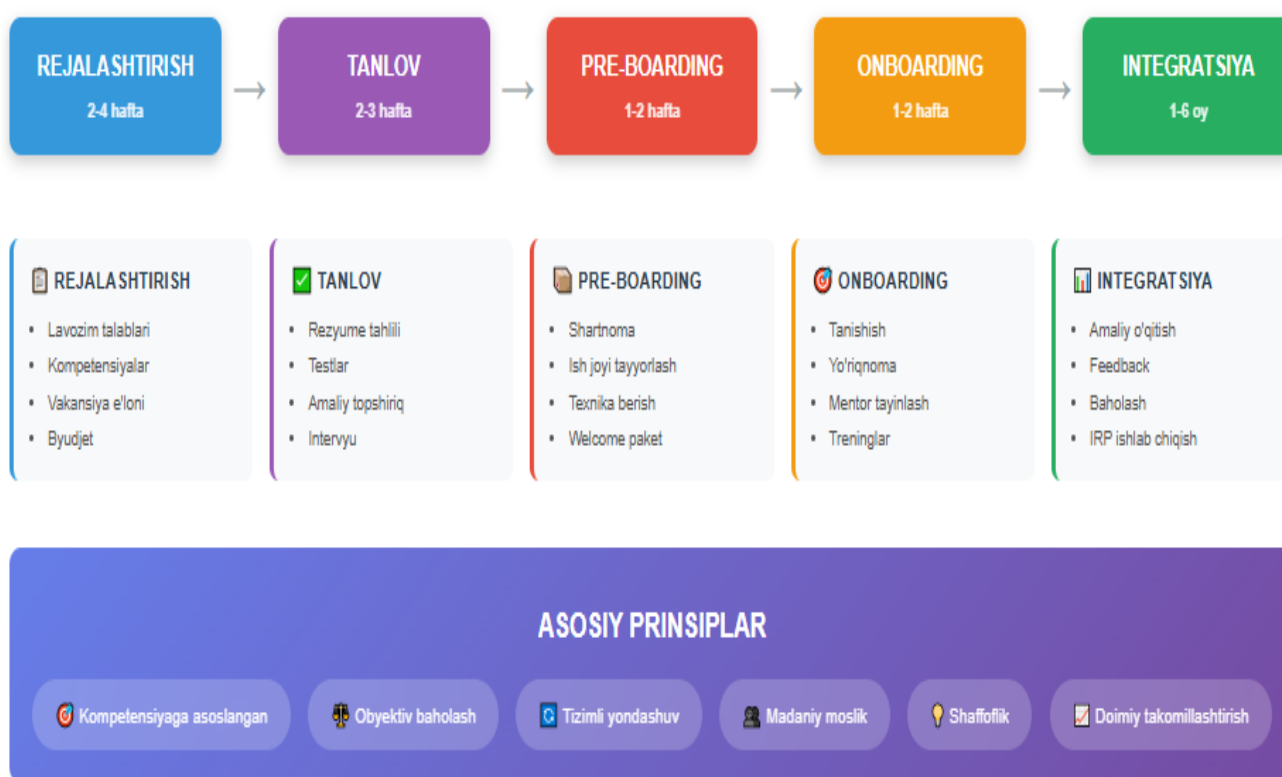 REJALASHTIRISH
2-4 hafta
→
TANLOV
2-3 hafta
→
PRE-BOARDING
1-2 hafta
→
ONBOARDING
1-2 hafta
→
INTEGRATSIYA
1-6 oy
📋 REJALASHTIRISH
• Lavozim talablari
• Kompetensiyalar
• Vakansiya e'loni
• Byudjet
✅ TANLOV
• Rezyume tahlili
• Testlar
• Amaliy topshiriq
• Intervyu
📦 PRE-BOARDING
• Shartnoma
• Ish joyi tayyorlash
• Texnika berish
• Welcome paket
🎯 ONBOARDING
• Tanishish
• Yo'riqnoma
• Mentor tayinlash
• Treninglar
📊 INTEGRATSIYA
• Amaliy o'qitish
• Feedback
• Baholash
• IRP ishlab chiqish
ASOSIY PRINSIPLAR
🎯 Kompetensiyaga asoslangan
⚖️ Obyektiv baholash
🔄 Tizimli yondashuv
👥 Madaniy moslik
💡 Shaffoflik
📈 Doimiy takomillashtirish